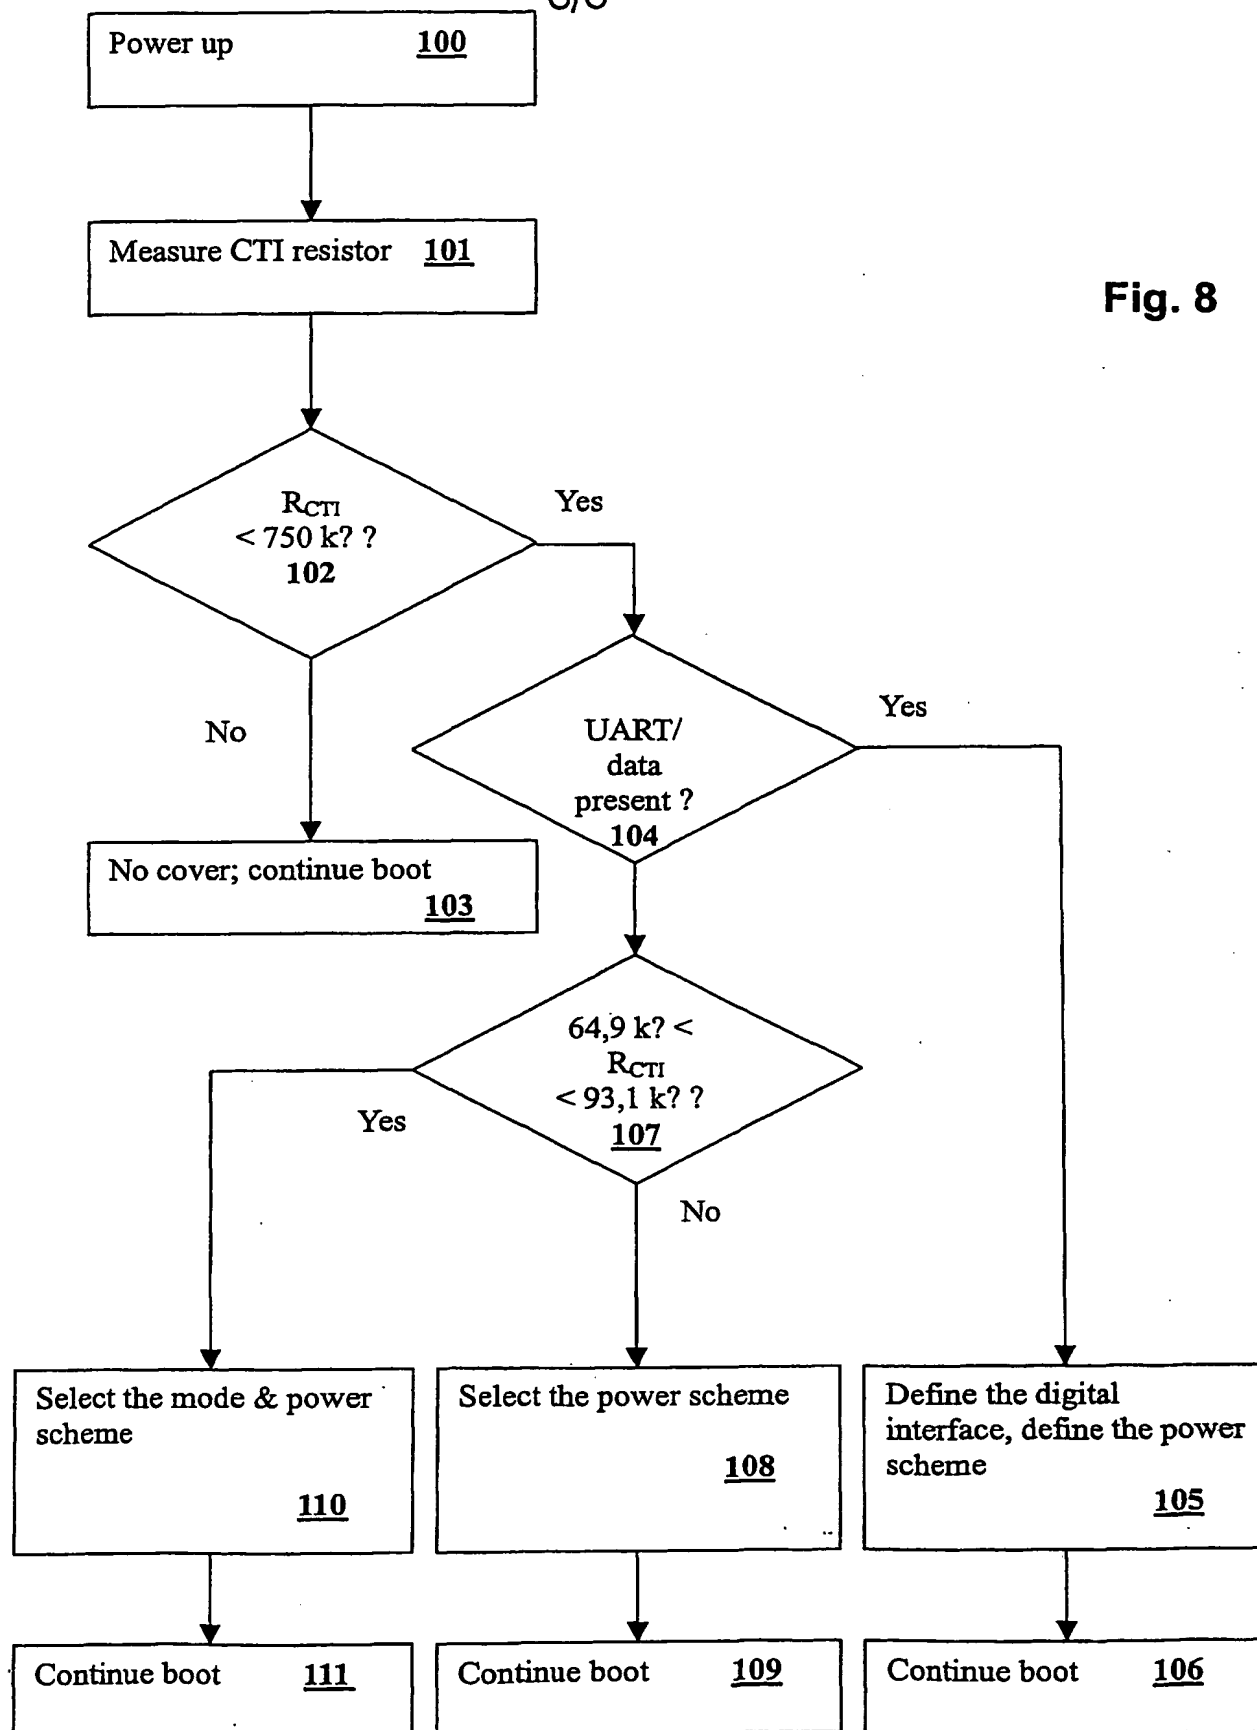 Power up 100
Measure CTI resistor 101
Fig. 8
RCTI
< 750 k? ?
102
Yes
No
UART/
data
present ?
104
Yes
No cover; continue boot
103
64,9 k? <
RCTI
< 93,1 k? ?
107
Yes
No
Select the mode & power
scheme
110
Select the power scheme
108
Define the digital
interface, define the power
scheme
105
Continue boot 111
Continue boot 109
Continue boot 106